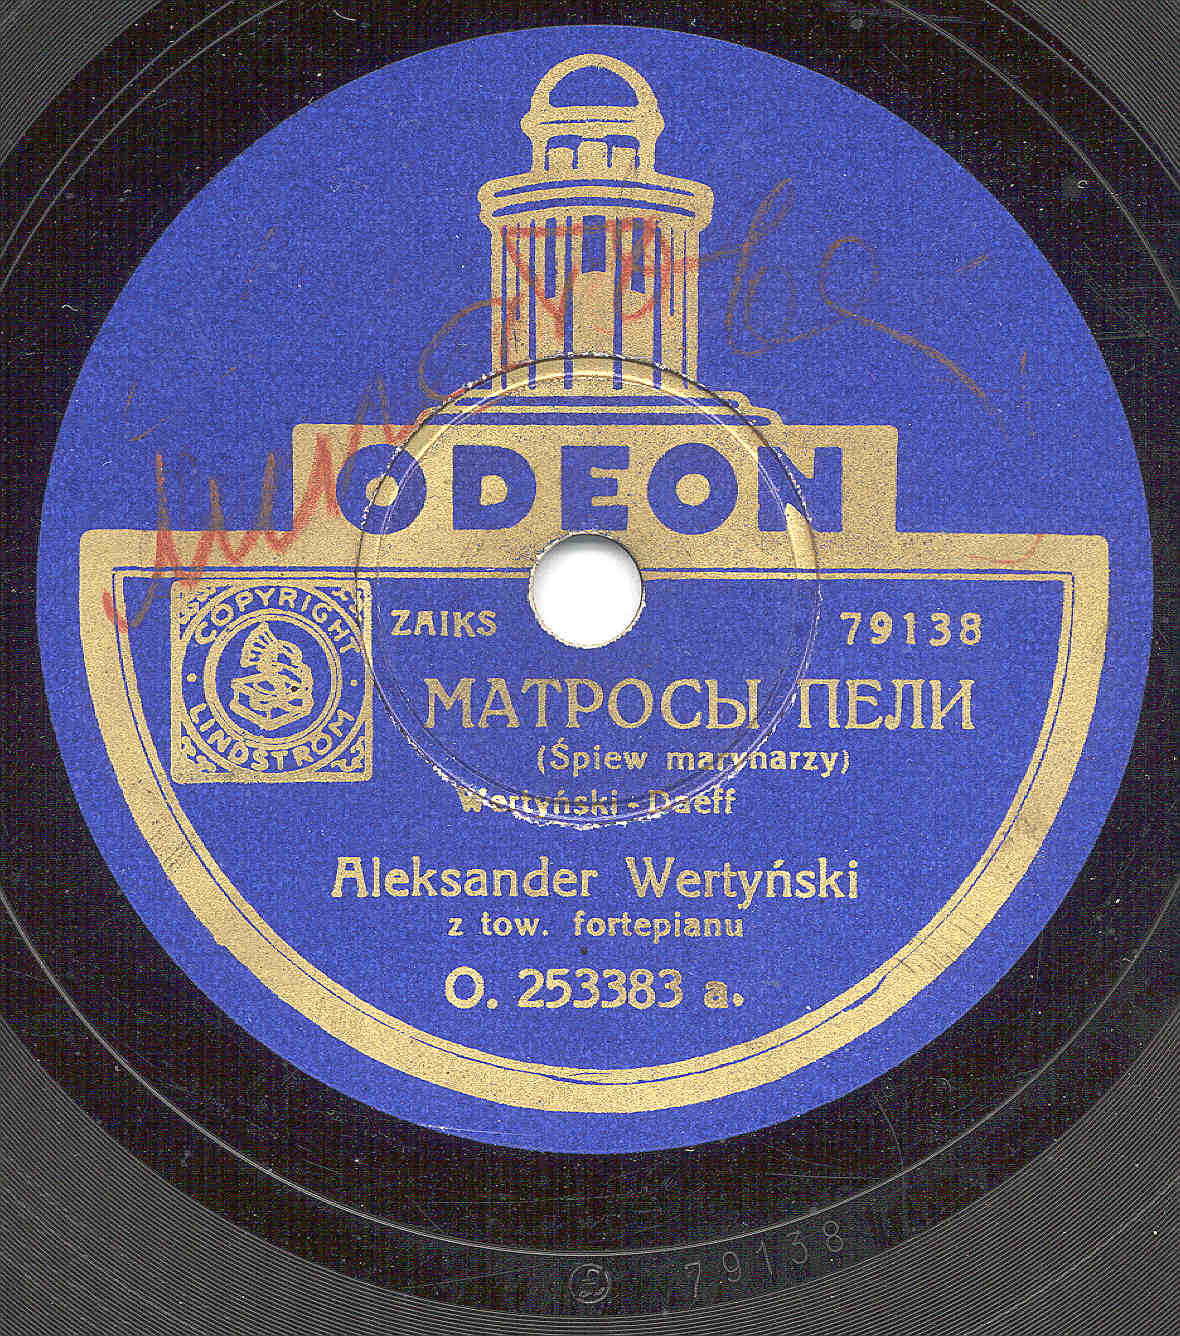 ODEON
COPYRIGHT
LINDSTRÖM
ZAIKS
79138
МАТРОСЫ ПЕЛИ
(Śpiew marynarzy)
Wertyński - Daeff
Aleksander Wertyński
z tow. fortepianu
O. 253383 a.
79138